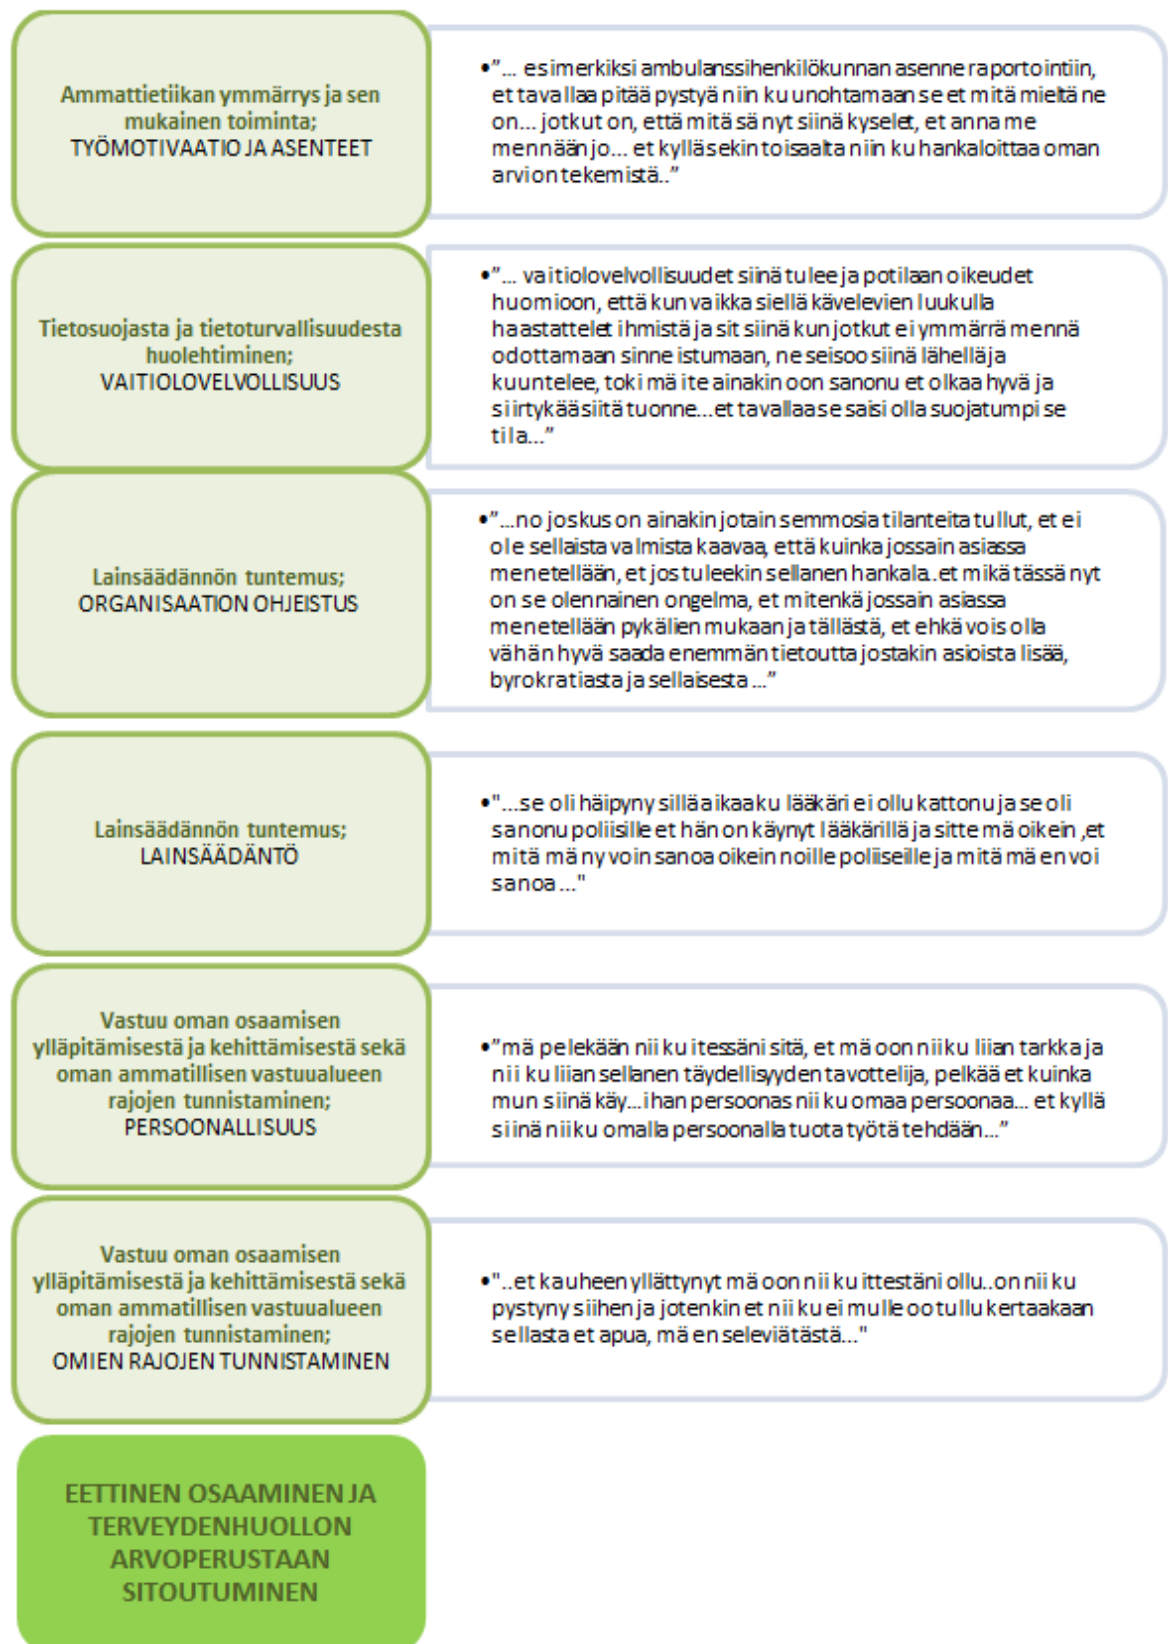 Ammattietiikan ymmärrys ja sen
mukainen toiminta;
TYÖMOTIVAATIO JA ASENTEET
•"... esimerkiksi ambulanssihenkilökunnan asenne raportointiin,
et tavallaa pitää pystyä niin ku unohtamaan se et mitä mieltä ne
on... jotkut on, että mitä sä nyt siinä kyselet, et anna me
mennään jo... et kyllä sekin toisaalta niin ku hankaloittaa oman
arvion tekemistä.."
Tietosuojasta ja tietoturvallisuudesta
huolehtiminen;
VAITIOLOVELVOLLISUUS
•"... vaitiolovelvollisuudet siinä tulee ja potilaan oikeudet
huomioon, että kun vaikka siellä kävelevien luukulla
haastattelet ihmistä ja sit siinä kun jotkut ei ymmärrä mennä
odottamaan sinne istumaan, ne seisoo siinä lähellä ja
kuuntelee, toki mä ite ainakin oon sanonu et olkaa hyvä ja
siirtykää siitä tuonne...et tavallaa se saisi olla suojatumpi se
tila..."
Lainsäädännön tuntemus;
ORGANISAATION OHJEISTUS
•"...no joskus on ainakin jotain semmosia tilanteita tullut, et ei
ole sellaista valmista kaavaa, että kuinka jossain asiassa
menetellään, et jos tuleekin sellanen hankala..et mikä tässä nyt
on se olennainen ongelma, et mitenkä jossain asiassa
menetellään pykälien mukaan ja tällästä, et ehkä vois olla
vähän hyvä saada enemmän tietoutta jostakin asioista lisää,
byrokratiasta ja sellaisesta ..."
Lainsäädännön tuntemus;
LAINSÄÄDÄNTÖ
•"...se oli häipyny sillä aikaa ku lääkäri ei ollu kattonu ja se oli
sanonu poliisille et hän on käynyt lääkärillä ja sitte mä oikein ,et
mitä mä ny voin sanoa oikein noille poliiseille ja mitä mä en voi
sanoa ..."
Vastuu oman osaamisen
ylläpitämisestä ja kehittämisestä sekä
oman ammatillisen vastuualueen
rajojen tunnistaminen;
PERSOONALLISUUS
•"mä pelekään nii ku itessäni sitä, et mä oon nii ku liian tarkka ja
nii ku liian sellanen täydellisyyden tavottelija, pelkää et kuinka
mun siinä käy...ihan persoonas nii ku omaa persoonaa... et kyllä
siinä nii ku omalla persoonalla tuota työtä tehdään..."
Vastuu oman osaamisen
ylläpitämisestä ja kehittämisestä sekä
oman ammatillisen vastuualueen
rajojen tunnistaminen;
OMIEN RAJOJEN TUNNISTAMINEN
•"..et kauheen yllättynyt mä oon nii ku ittestäni ollu..on nii ku
pystyny siihen ja jotenkin et nii ku ei mulle oo tullu kertaakaan
sellasta et apua, mä en seleviä tästä..."
EETTINEN OSAAMINEN JA
TERVEYDENHUOLLON
ARVOPERUSTAAN
SITOUTUMINEN